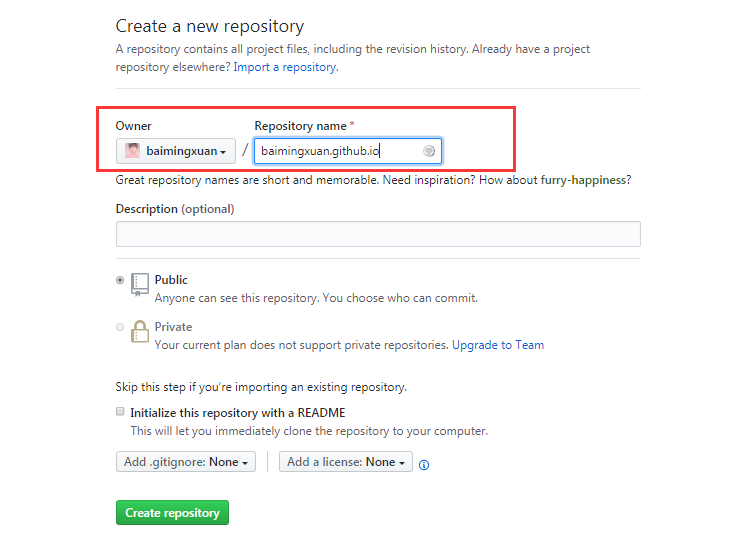 Create a new repository
A repository contains all project files, including the revision history. Already have a project
repository elsewhere? Import a repository.
Owner Repository name *
baimingxuan / baimingxuan.github.io
Great repository names are short and memorable. Need inspiration? How about furry-happiness?
Description (optional)
Public
Anyone can see this repository. You choose who can commit.
Private
Your current plan does not support private repositories. Upgrade to Team
Skip this step if you're importing an existing repository.
Initialize this repository with a README
This will let you immediately clone the repository to your computer.
Add .gitignore: None Add a license: None
Create repository